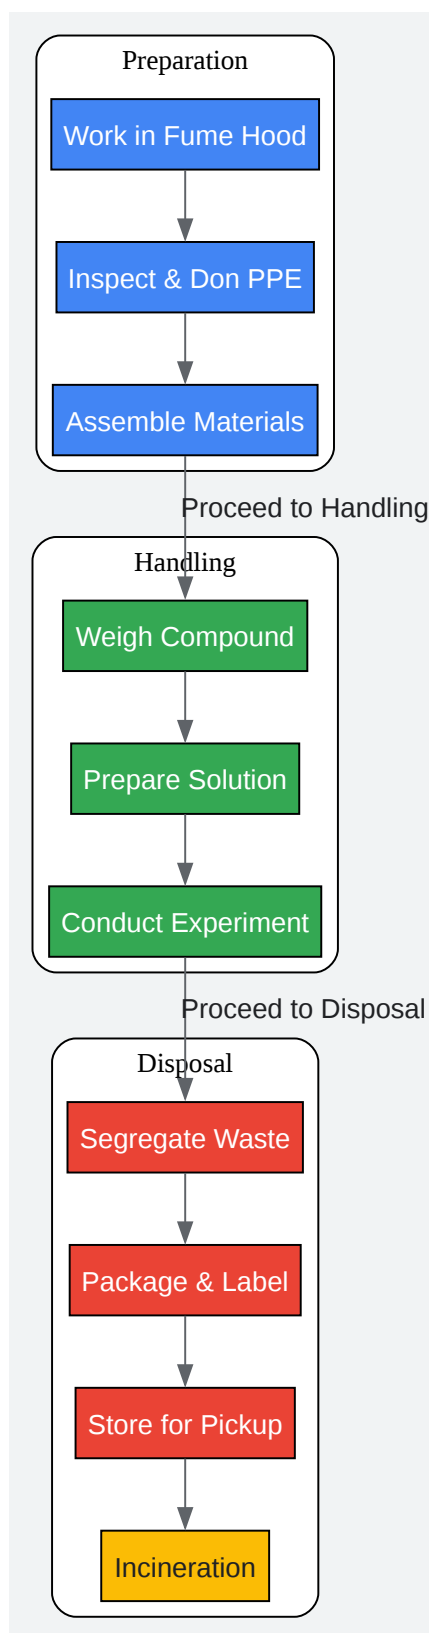 Preparation
Work in Fume Hood
Inspect & Don PPE
Assemble Materials
Proceed to Handling
Handling
Weigh Compound
Prepare Solution
Conduct Experiment
Proceed to Disposal
Disposal
Segregate Waste
Package & Label
Store for Pickup
Incineration